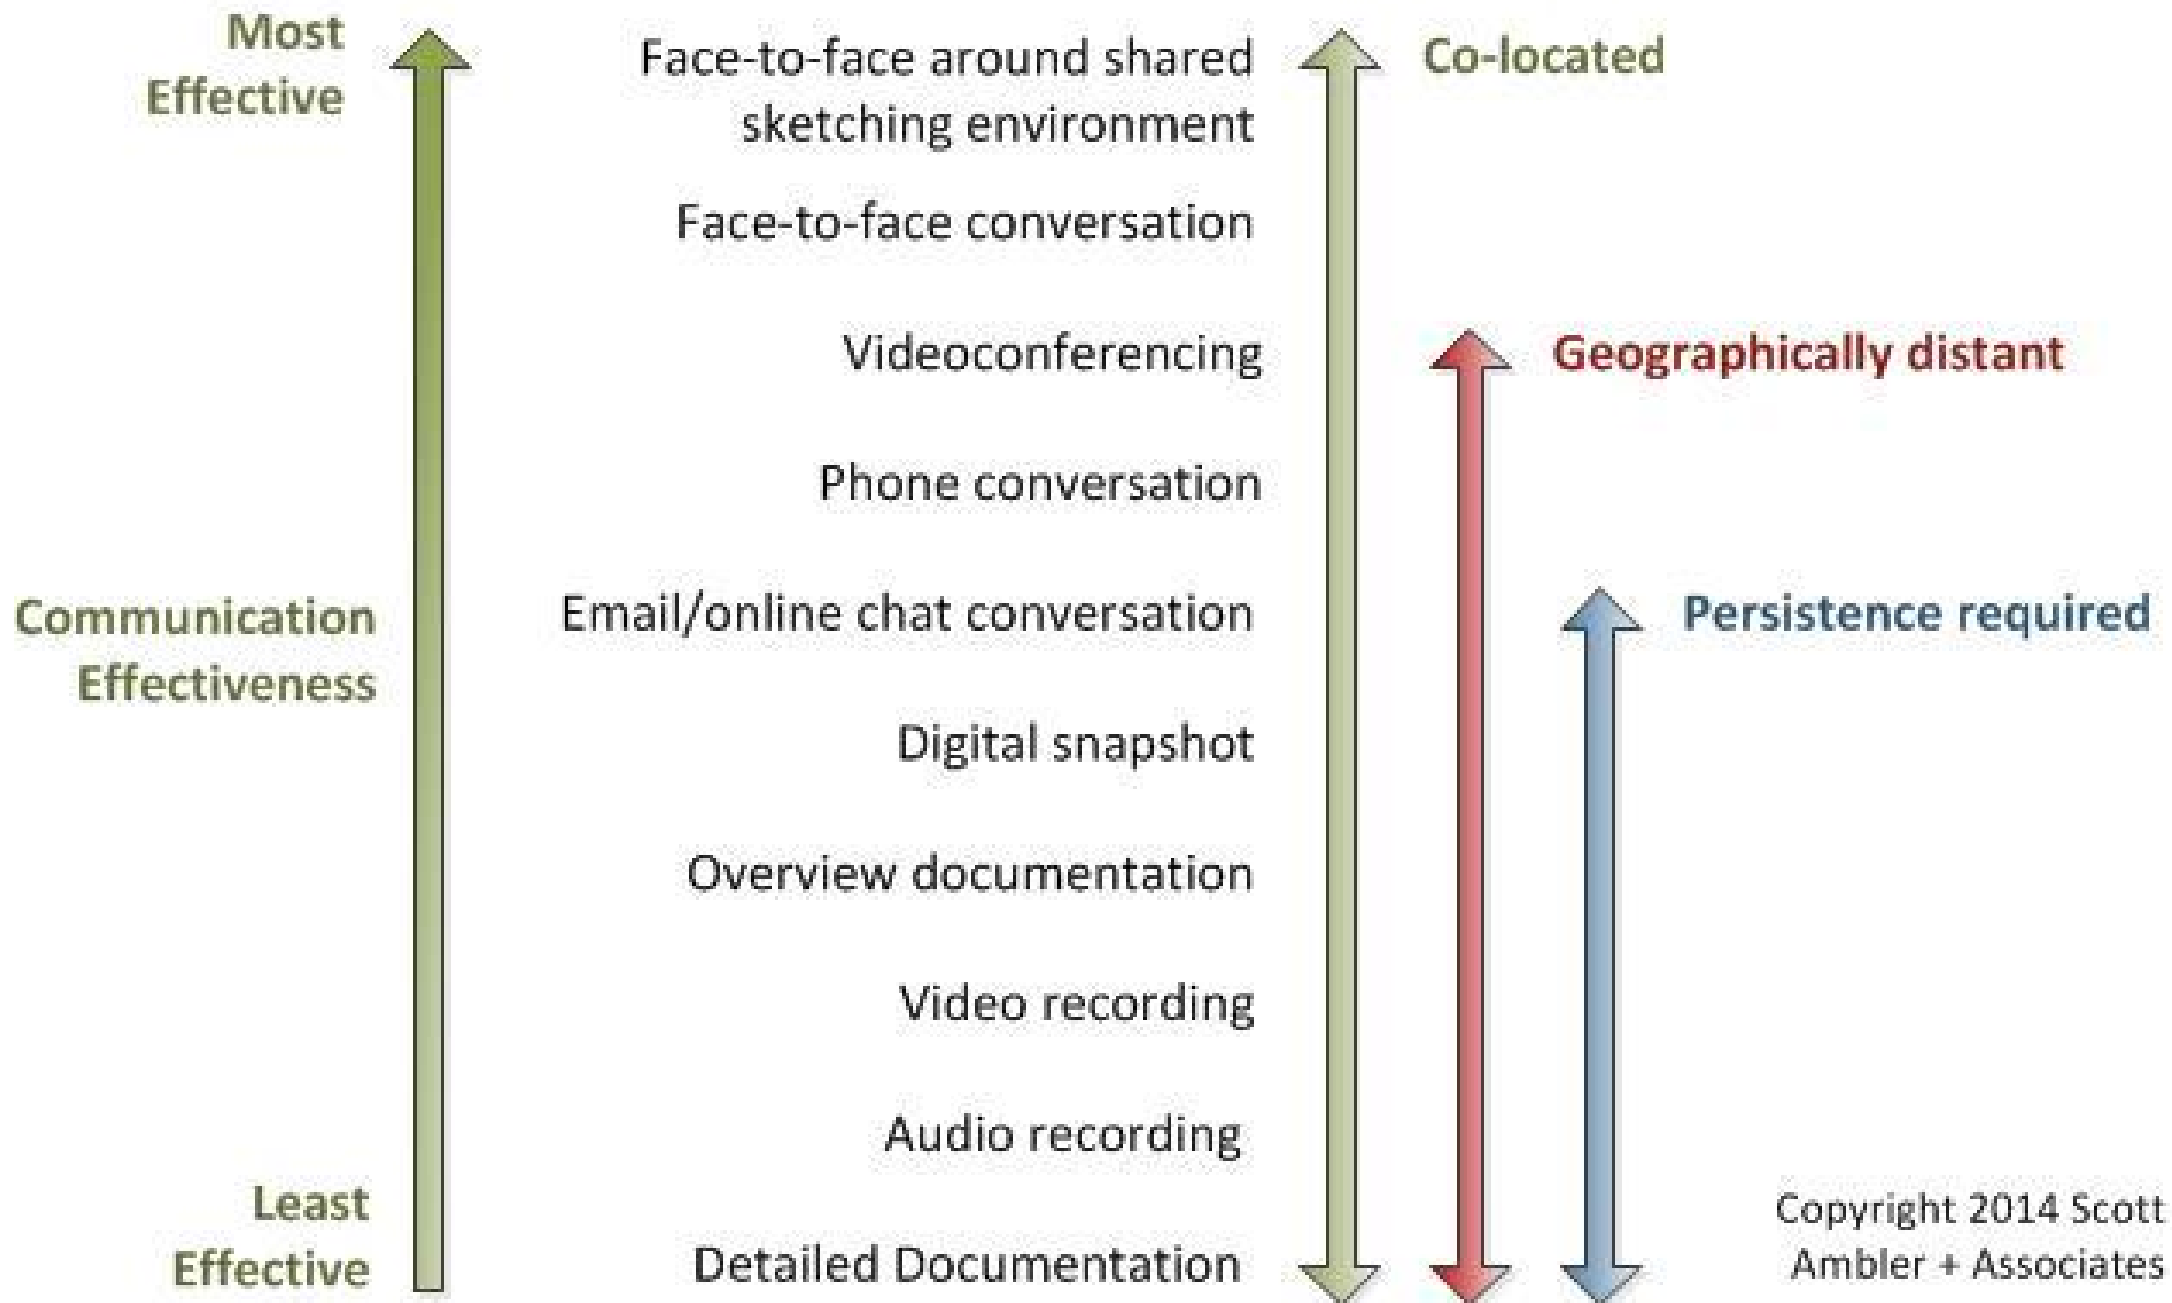 Most
Effective
Face-to-face around shared
sketching environment
Co-located
Face-to-face conversation
Videoconferencing
Geographically distant
Phone conversation
Communication
Effectiveness
Email/online chat conversation
Persistence required
Digital snapshot
Overview documentation
Video recording
Audio recording
Least
Effective
Detailed Documentation
Copyright 2014 Scott
Ambler + Associates